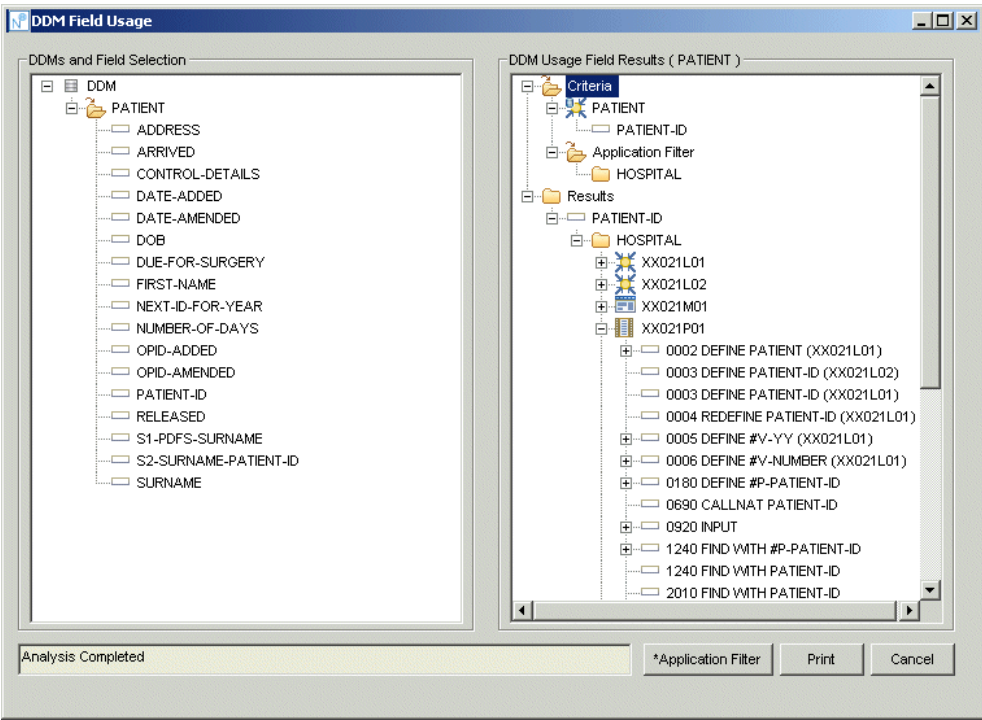 DDM Field Usage
DDMs and Field Selection
DDM
PATIENT
ADDRESS
ARRIVED
CONTROL-DETAILS
DATE-ADDED
DATE-AMENDED
DOB
DUE-FOR-SURGERY
FIRST-NAME
NEXT-ID-FOR-YEAR
NUMBER-OF-DAYS
OPID-ADDED
OPID-AMENDED
PATIENT-ID
RELEASED
S1-PDFS-SURNAME
S2-SURNAME-PATIENT-ID
SURNAME
DDM Usage Field Results ( PATIENT )
Criteria
PATIENT
PATIENT-ID
Application Filter
HOSPITAL
Results
PATIENT-ID
HOSPITAL
XX021L01
XX021L02
XX021M01
XX021P01
0002 DEFINE PATIENT (XX021L01)
0003 DEFINE PATIENT-ID (XX021L02)
0003 DEFINE PATIENT-ID (XX021L01)
0004 REDEFINE PATIENT-ID (XX021L01)
0005 DEFINE #V-YY (XX021L01)
0006 DEFINE #V-NUMBER (XX021L01)
0180 DEFINE #P-PATIENT-ID
0690 CALLNAT PATIENT-ID
0920 INPUT
1240 FIND WITH #P-PATIENT-ID
1240 FIND WITH PATIENT-ID
2010 FIND WITH PATIENT-ID
Analysis Completed
*Application Filter
Print
Cancel